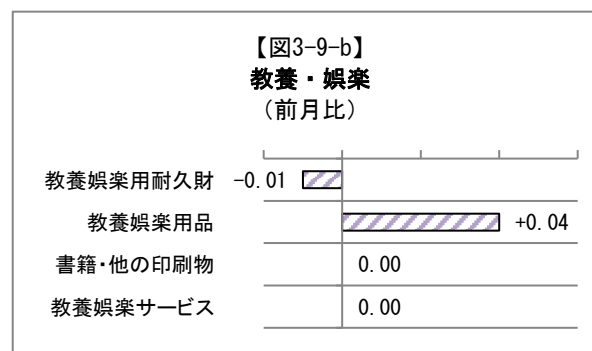 【図3-9-b】
教養・娯楽
（前月比）
教養娯楽用耐久財 -0.01
教養娯楽用品 +0.04
書籍・他の印刷物 0.00
教養娯楽サービス 0.00